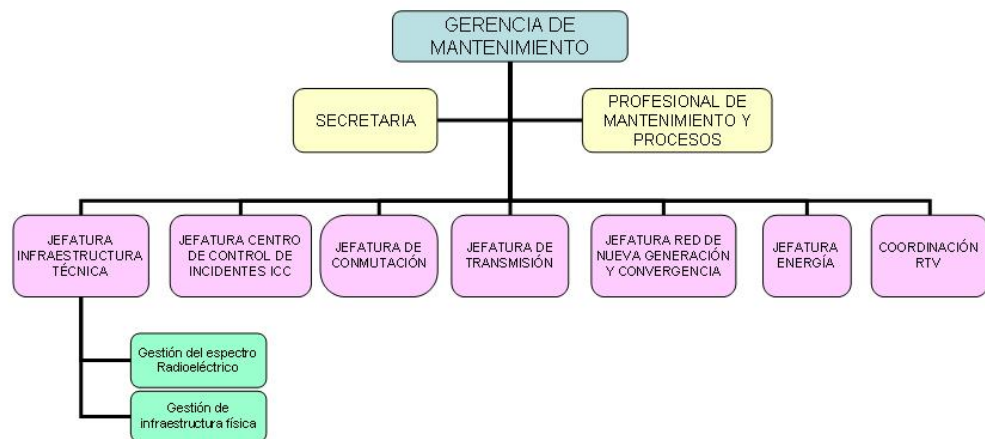 GERENCIA DE
MANTENIMIENTO
SECRETARIA
PROFESIONAL DE
MANTENIMIENTO Y
PROCESOS
JEFATURA
INFRAESTRUCTURA
TÉCNICA
JEFATURA CENTRO
DE CONTROL DE
INCIDENTES ICC
JEFATURA DE
CONMUTACIÓN
JEFATURA DE
TRANSMISIÓN
JEFATURA RED DE
NUEVA GENERACIÓN
Y CONVERGENCIA
JEFATURA
ENERGÍA
COORDINACIÓN
RTV
Gestión del espectro
Radioeléctrico
Gestión de
infraestructura física